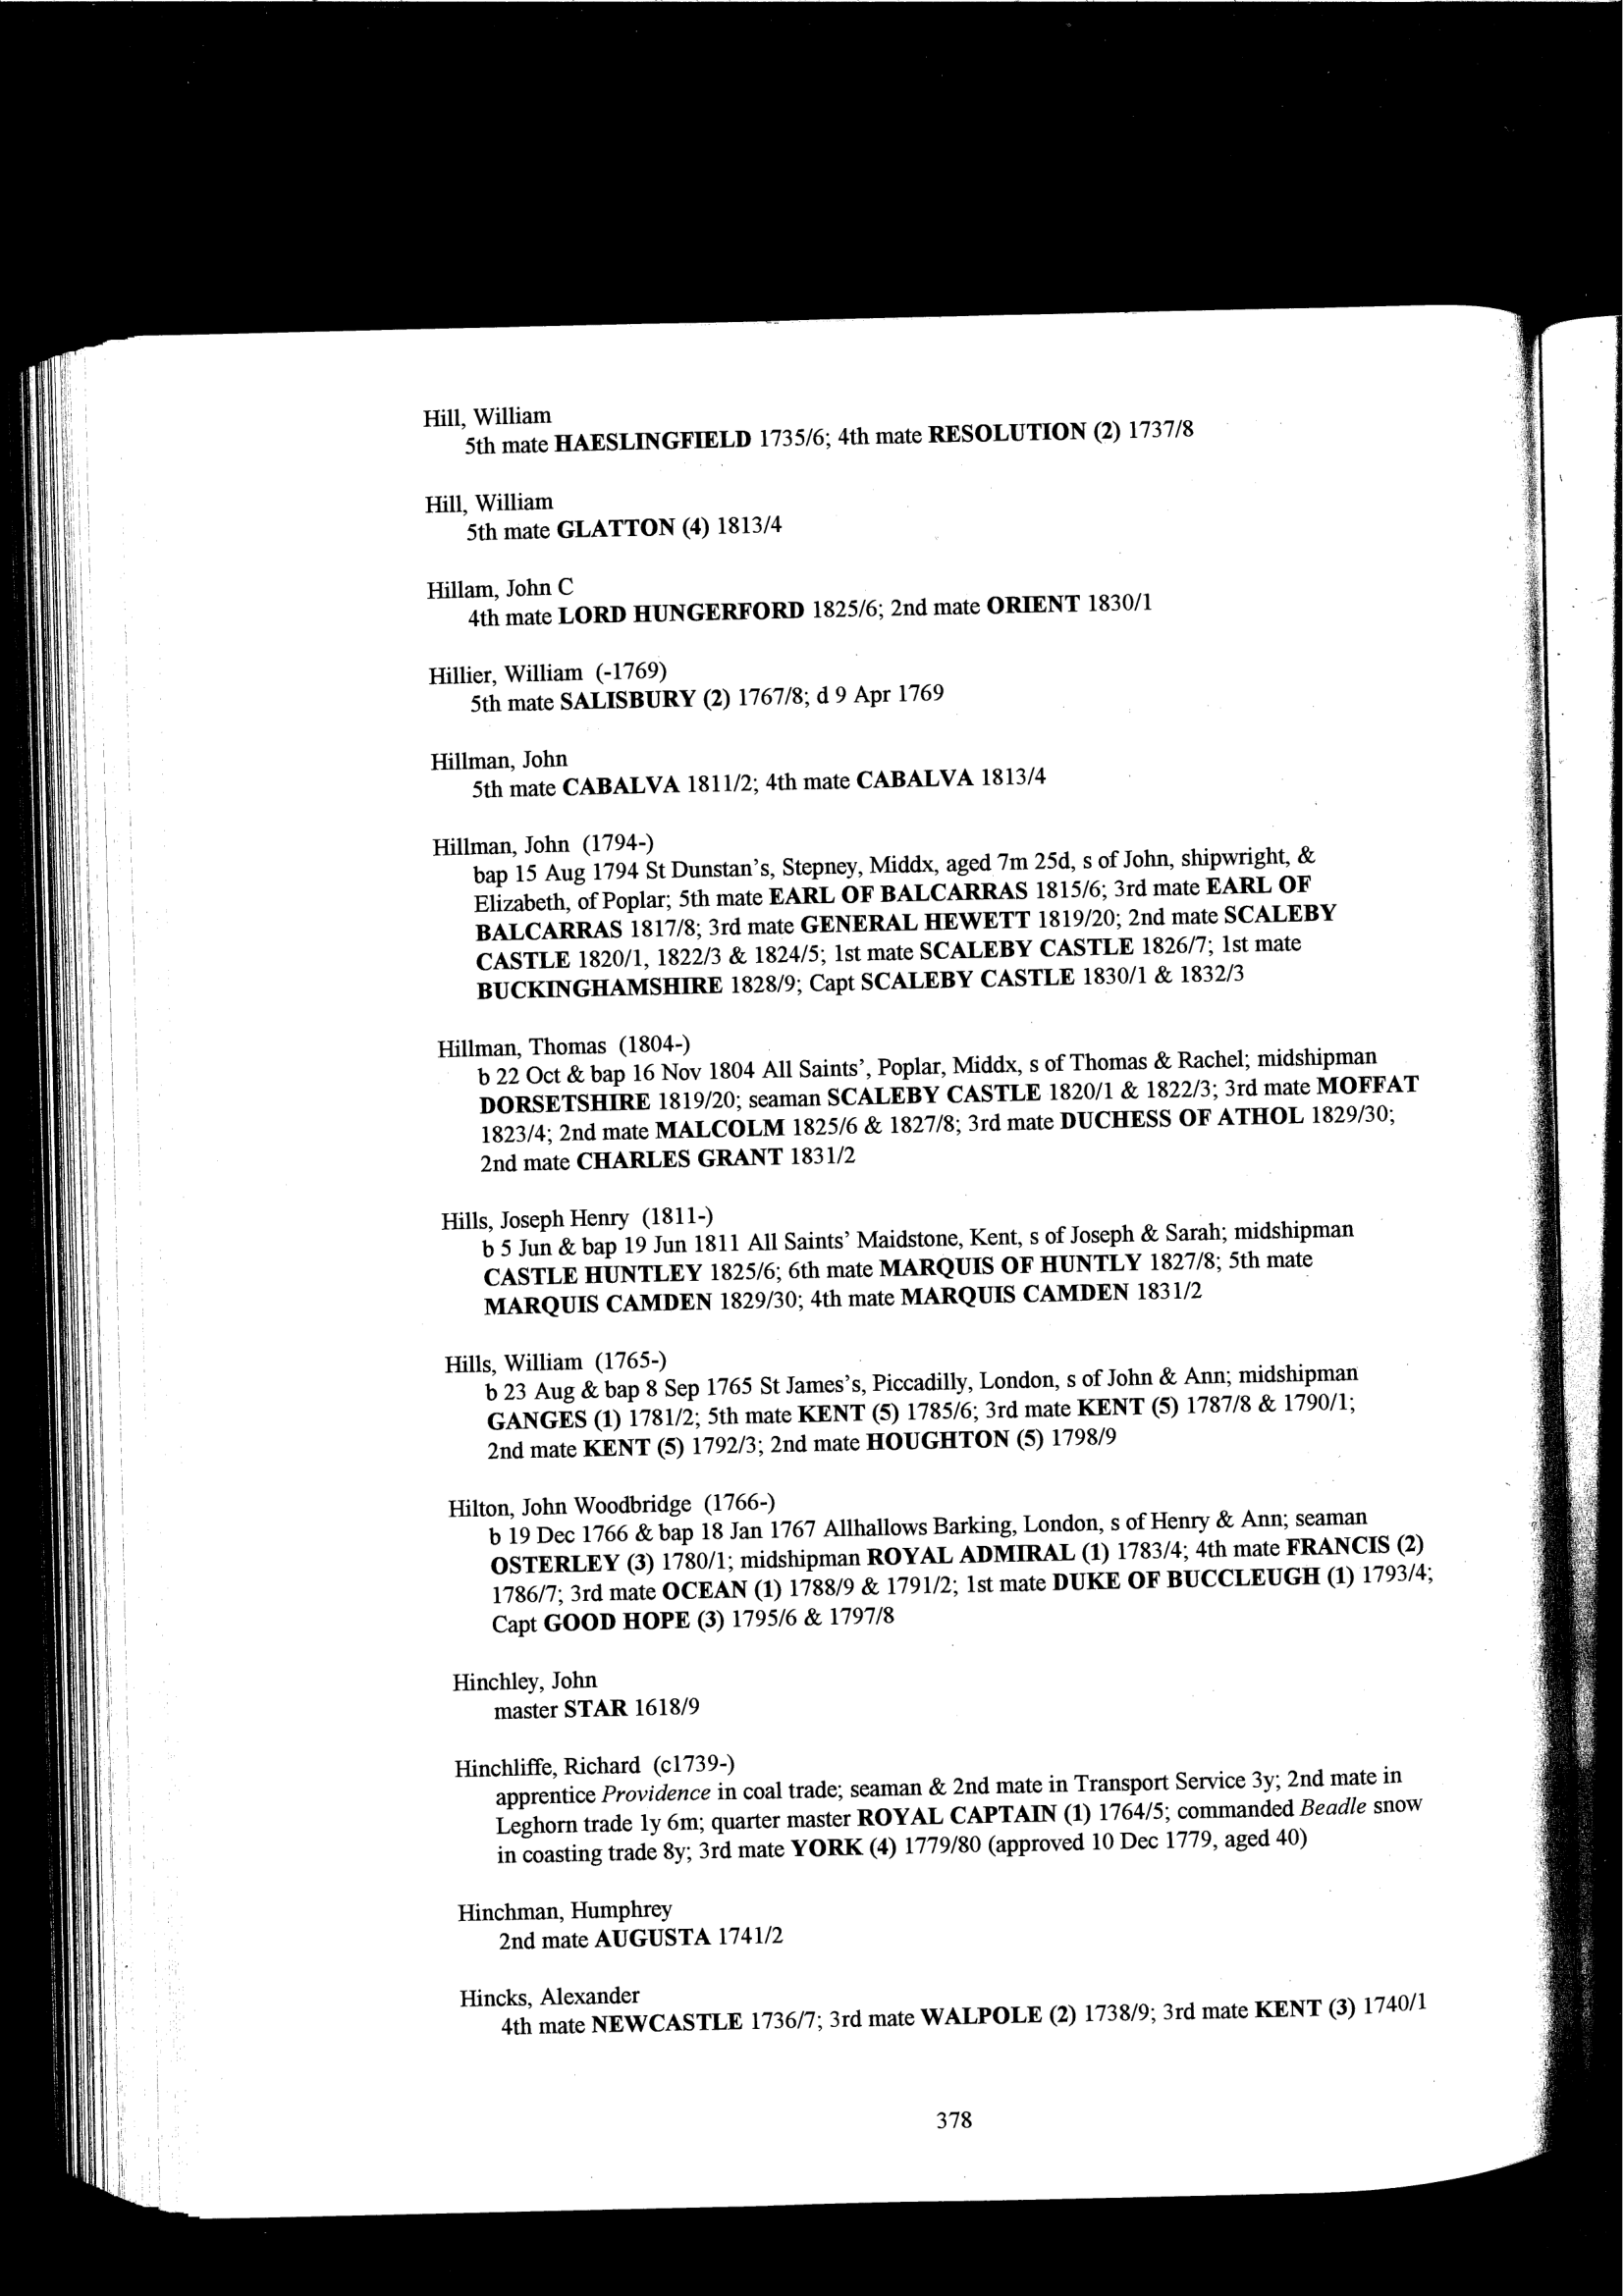 Hill, William
5th mate HAESLINGFIELD 1735/6; 4th mate RESOLUTION (2) 1737/8
Hill, William
5th mate GLATTON (4) 1813/4
Hillam, John C
4th mate LORD HUNGERFORD 1825/6; 2nd mate ORIENT 1830/1
Hillier, William (-1769)
5th mate SALISBURY (2) 1767/8; d 9 Apr 1769
Hillman, John
5th mate CABALVA 1811/2; 4th mate CABALVA 1813/4
Hillman, John (1794-)
bap 15 Aug 1794 St Dunstan's, Stepney, Middx, aged 7m 25d, s of John, shipwright, &
Elizabeth, of Poplar; 5th mate EARL OF BALCARRAS 1815/6; 3rd mate EARL OF
BALCARRAS 1817/8; 3rd mate GENERAL HEWETT 1819/20; 2nd mate SCALEBY
CASTLE 1820/1, 1822/3 & 1824/5; 1st mate SCALEBY CASTLE 1826/7; 1st mate
BUCKINGHAMSHIRE 1828/9; Capt SCALEBY CASTLE 1830/1 & 1832/3
Hillman, Thomas (1804-)
b 22 Oct & bap 16 Nov 1804 All Saints', Poplar, Middx, s of Thomas & Rachel; midshipman
DORSETSHIRE 1819/20; seaman SCALEBY CASTLE 1820/1 & 1822/3; 3rd mate MOFFAT
1823/4; 2nd mate MALCOLM 1825/6 & 1827/8; 3rd mate DUCHESS OF ATHOL 1829/30;
2nd mate CHARLES GRANT 1831/2
Hills, Joseph Henry (1811-)
b 5 Jun & bap 19 Jun 1811 All Saints' Maidstone, Kent, s of Joseph & Sarah; midshipman
CASTLE HUNTLEY 1825/6; 6th mate MARQUIS OF HUNTLY 1827/8; 5th mate
MARQUIS CAMDEN 1829/30; 4th mate MARQUIS CAMDEN 1831/2
Hills, William (1765-)
b 23 Aug & bap 8 Sep 1765 St James's, Piccadilly, London, s of John & Ann; midshipman
GANGES (1) 1781/2; 5th mate KENT (5) 1785/6; 3rd mate KENT (5) 1787/8 & 1790/1;
2nd mate KENT (5) 1792/3; 2nd mate HOUGHTON (5) 1798/9
Hilton, John Woodbridge (1766-)
b 19 Dec 1766 & bap 18 Jan 1767 Allhallows Barking, London, s of Henry & Ann; seaman
OSTERLEY (3) 1780/1; midshipman ROYAL ADMIRAL (1) 1783/4; 4th mate FRANCIS (2)
1786/7; 3rd mate OCEAN (1) 1788/9 & 1791/2; 1st mate DUKE OF BUCCLEUGH (1) 1793/4;
Capt GOOD HOPE (3) 1795/6 & 1797/8
Hinchley, John
master STAR 1618/9
Hinchliffe, Richard (c1739-)
apprentice Providence in coal trade; seaman & 2nd mate in Transport Service 3y; 2nd mate in
Leghorn trade 1y 6m; quarter master ROYAL CAPTAIN (1) 1764/5; commanded Beadle snow
in coasting trade 8y; 3rd mate YORK (4) 1779/80 (approved 10 Dec 1779, aged 40)
Hinchman, Humphrey
2nd mate AUGUSTA 1741/2
Hincks, Alexander
4th mate NEWCASTLE 1736/7; 3rd mate WALPOLE (2) 1738/9; 3rd mate KENT (3) 1740/1
378